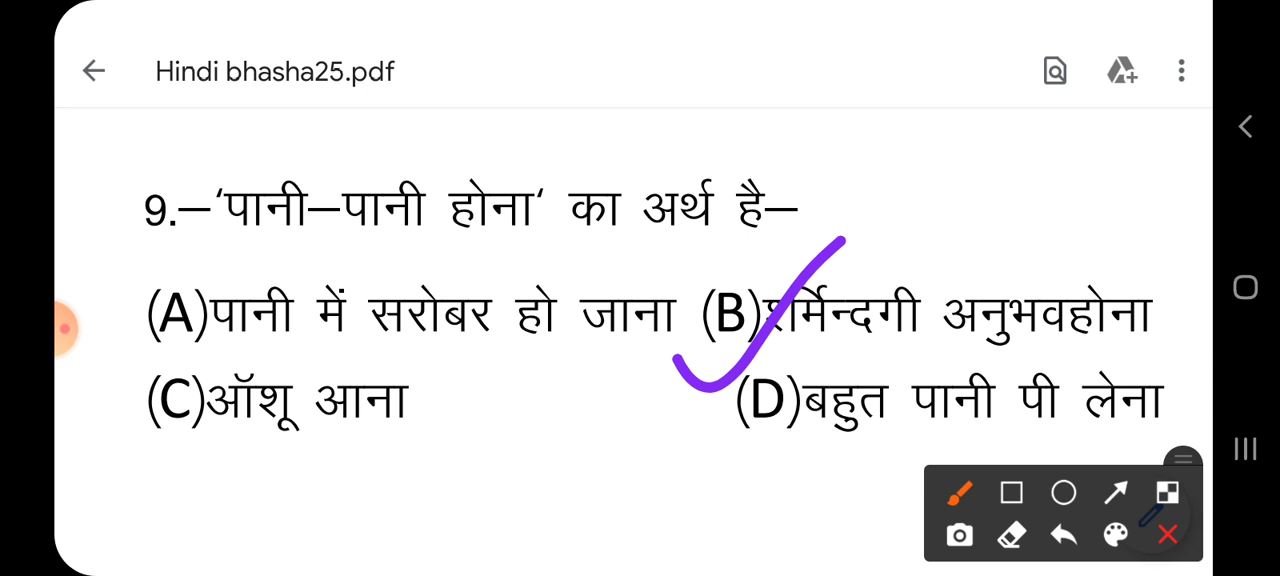 Hindi bhasha25.pdf
9.–‘पानी–पानी होना‘ का अर्थ है–
(A)पानी में सरोबर हो जाना (B)शर्मिन्दगी अनुभवहोना
(C)ऑशू आना (D)बहुत पानी पी लेना